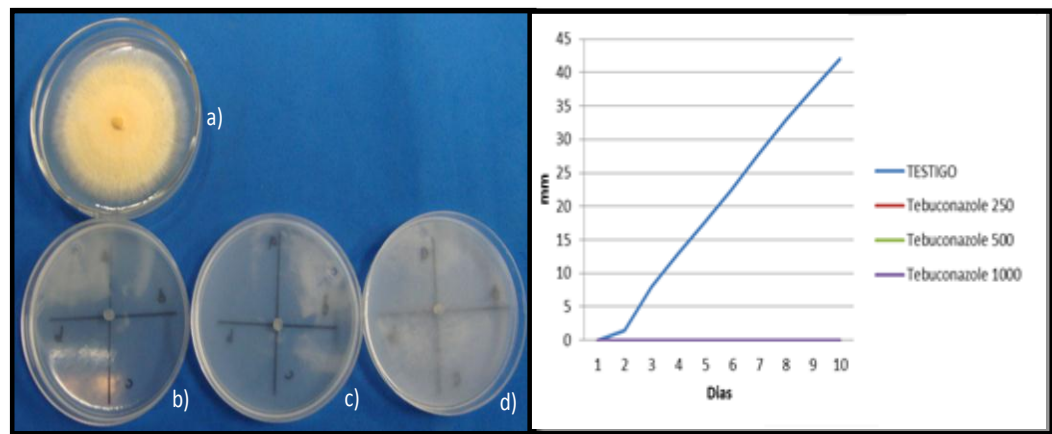 a)
b)
c)
d)
45
40
35
30
25
20
15
10
5
0
mm
1 2 3 4 5 6 7 8 9 10
Dias
TESTIGO
Tebuconazole 250
Tebuconazole 500
Tebuconazole 1000